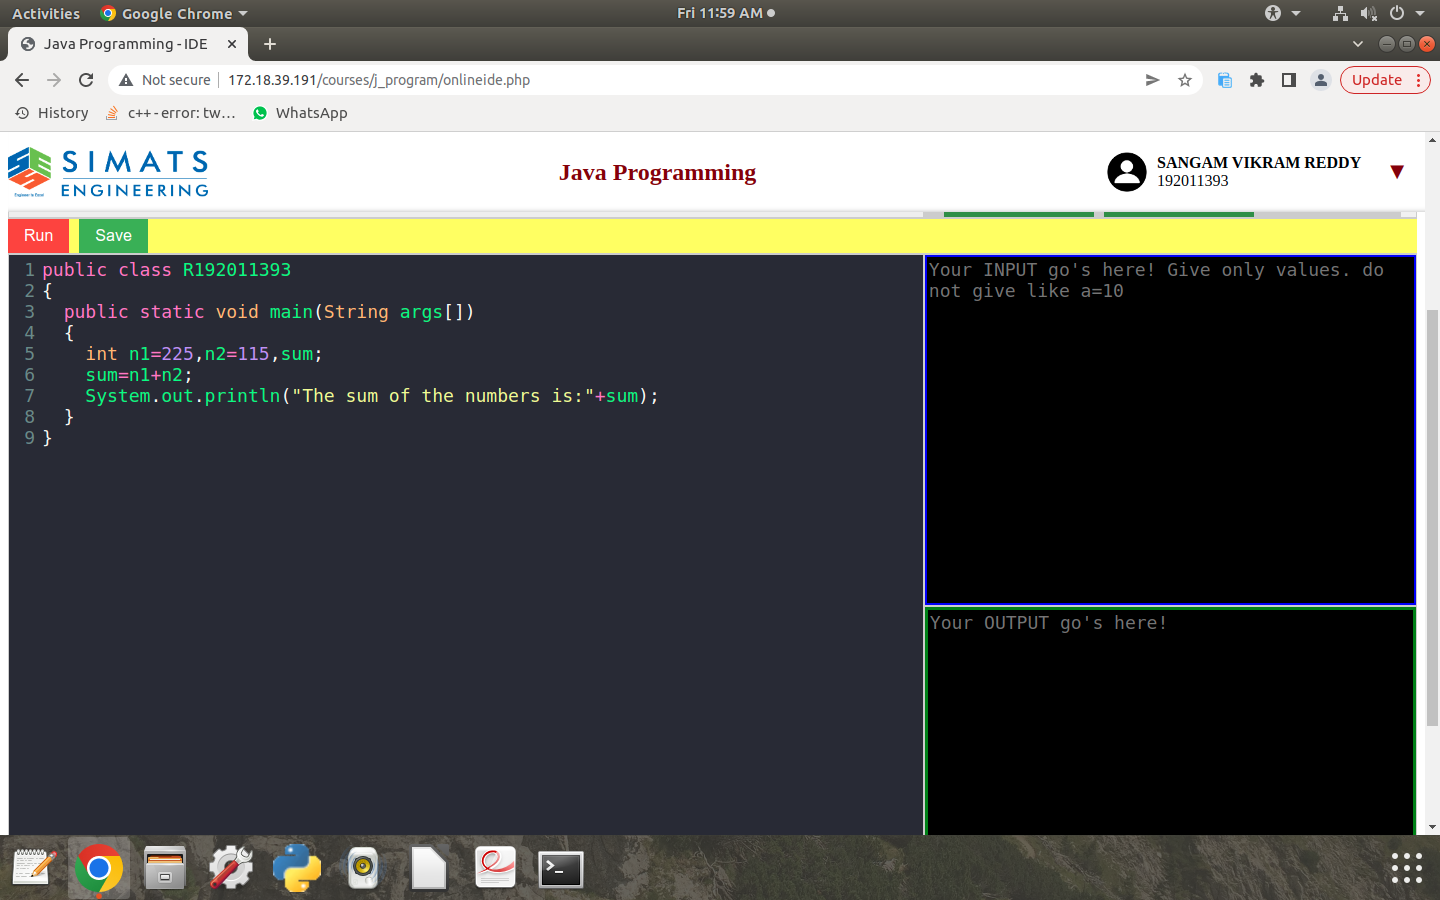 Activities
Google Chrome
Fri 11:59 AM
Java Programming - IDE
Not secure
172.18.39.191/courses/j_program/onlineide.php
Update
History
c++ - error: tw...
WhatsApp
SIMATS
ENGINEERING
Engineer to Excel
Java Programming
SANGAM VIKRAM REDDY
192011393
Run
Save
1 public class R192011393
2 {
3   public static void main(String args[])
4   {
5     int n1=225,n2=115,sum;
6     sum=n1+n2;
7     System.out.println("The sum of the numbers is:"+sum);
8   }
9 }
Your INPUT go's here! Give only values. do
not give like a=10
Your OUTPUT go's here!